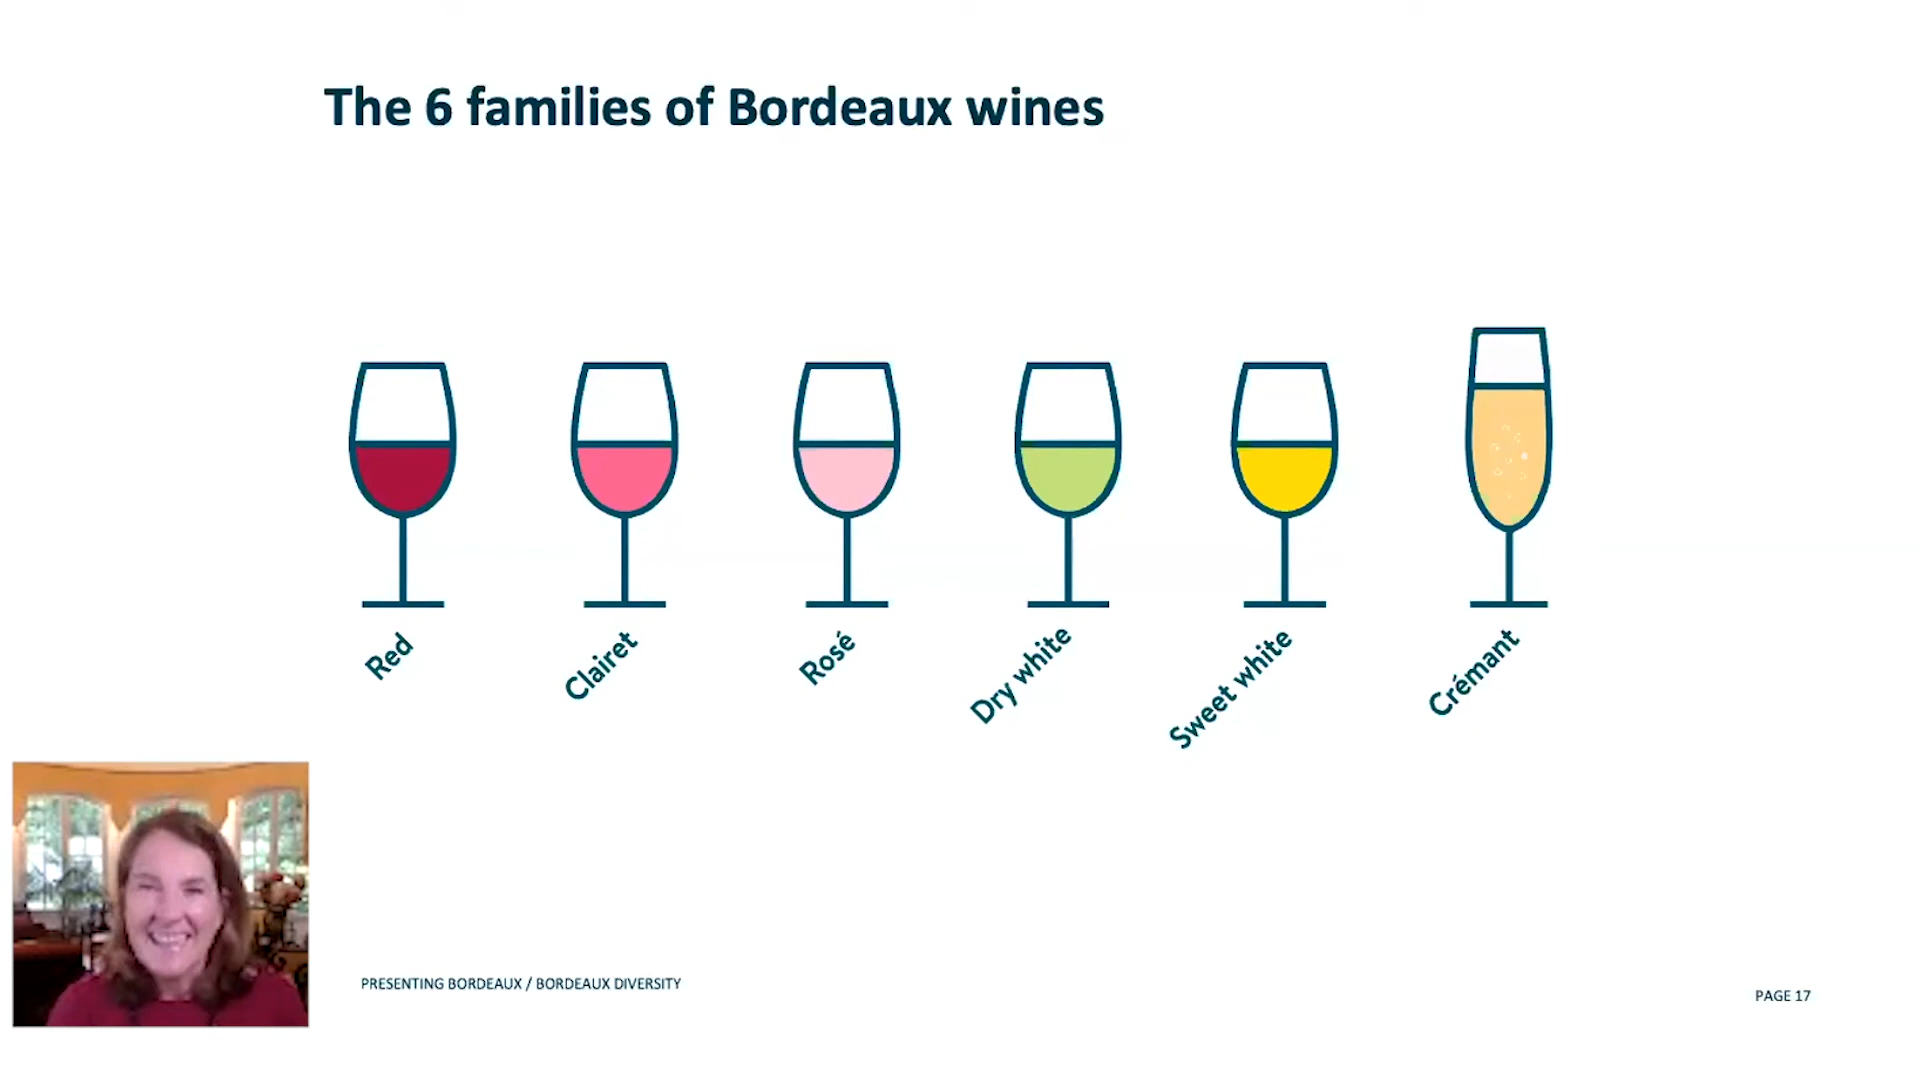 The 6 families of Bordeaux wines
Red
Clairet
Rosé
Dry white
Sweet white
Crémant
PRESENTING BORDEAUX / BORDEAUX DIVERSITY
PAGE 17